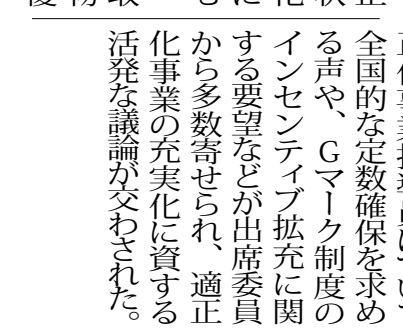 全国的な定数確保を求め
る声や、Gマーク制度の
インセンティブ拡充に関
する要望などが出席委員
から多数寄せられ、適正
化事業の充実化に資する
活発な議論が交わされた。